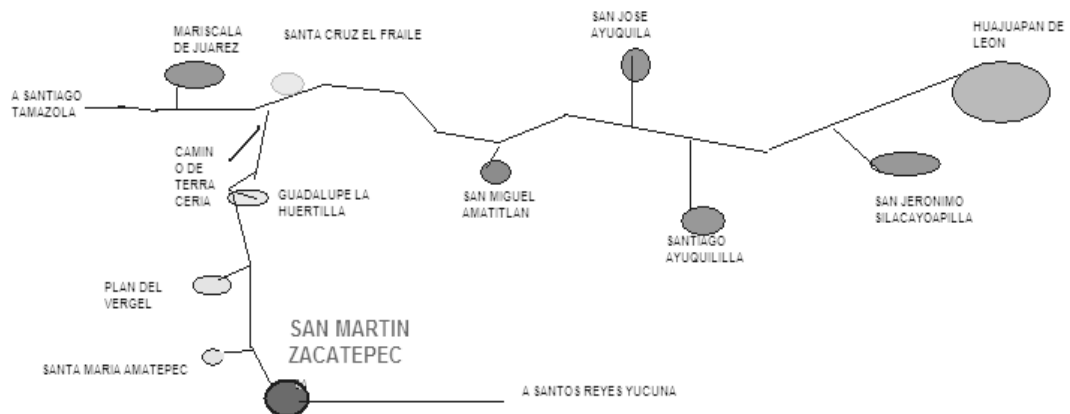 SAN JOSE
AYUQUILA
HUAJUAPAN DE
LEON
MARISCALA
DE JUAREZ
SANTA CRUZ EL FRAILE
A SANTIAGO
TAMAZOLA
CAMIN
O DE
TERRA
CERIA
GUADALUPE LA
HUERTILLA
SAN MIGUEL
AMATITLAN
SAN JERONIMO
SILACAYOAPILLA
SANTIAGO
AYUQUILILLA
PLAN DEL
VERGEL
SAN MARTIN
ZACATEPEC
SANTA MARIA AMATEPEC
A SANTOS REYES YUCUNA